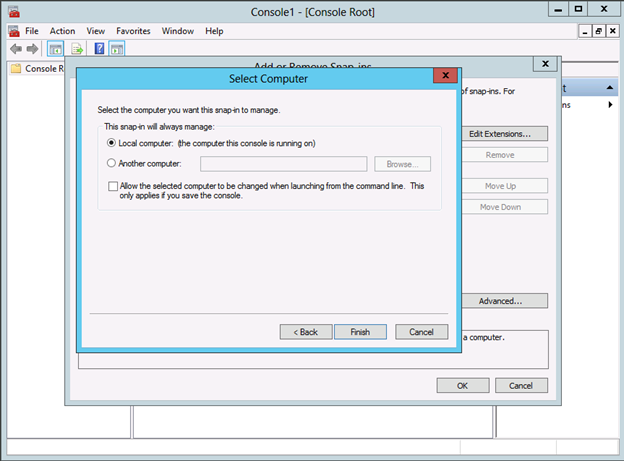 Console1 - [Console Root]
File Action View Favorites Window Help
Console R
Add or Remove Snap-ins
Select Computer
Select the computer you want this snap-in to manage.
This snap-in will always manage:
Local computer: (the computer this console is running on)
Another computer:
Browse...
Allow the selected computer to be changed when launching from the command line. This
only applies if you save the console.
< Back Finish Cancel
of snap-ins. For
Edit Extensions...
Remove
Move Up
Move Down
Advanced...
a computer.
OK Cancel
t
ns